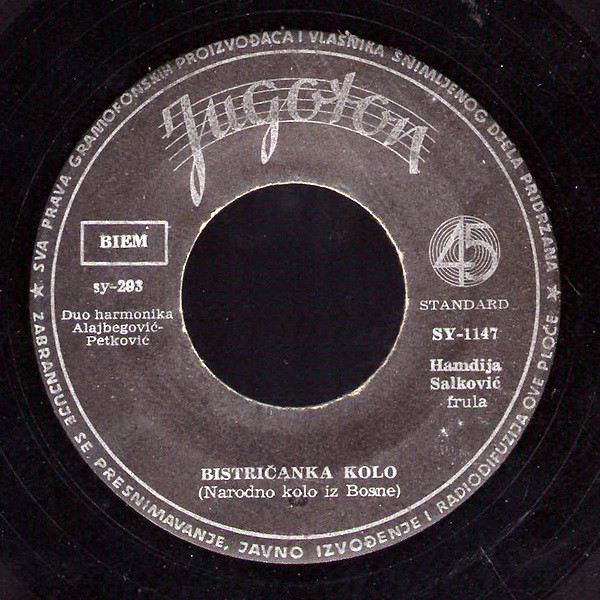 ★ SVA PRAVA GRAMOFONSKIH PROIZVOĐAČA I VLASNIKA SNIMLJENOG DJELA PRIDRŽANA ★
Jugoton
BIEM
sy-293
Duo harmonika
Alajbegović-
Petković
45
STANDARD
SY-1147
Hamdija
Salković
frula
BISTRIČANKA KOLO
(Narodno kolo iz Bosne)
ZABRANJUJE SE PRESNIMAVANJE, JAVNO IZVOĐENJE I RADIODIFUZIJA OVE PLOČE